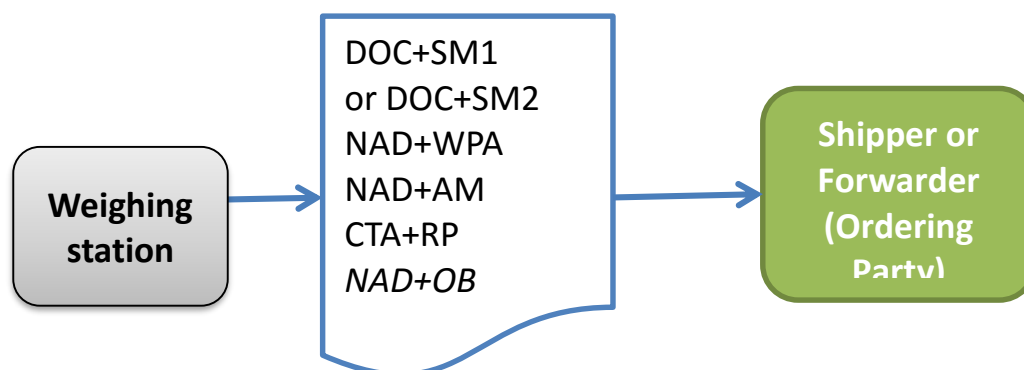 Weighing
station
DOC+SM1
or DOC+SM2
NAD+WPA
NAD+AM
CTA+RP
NAD+OB
Shipper or
Forwarder
(Ordering
Party)